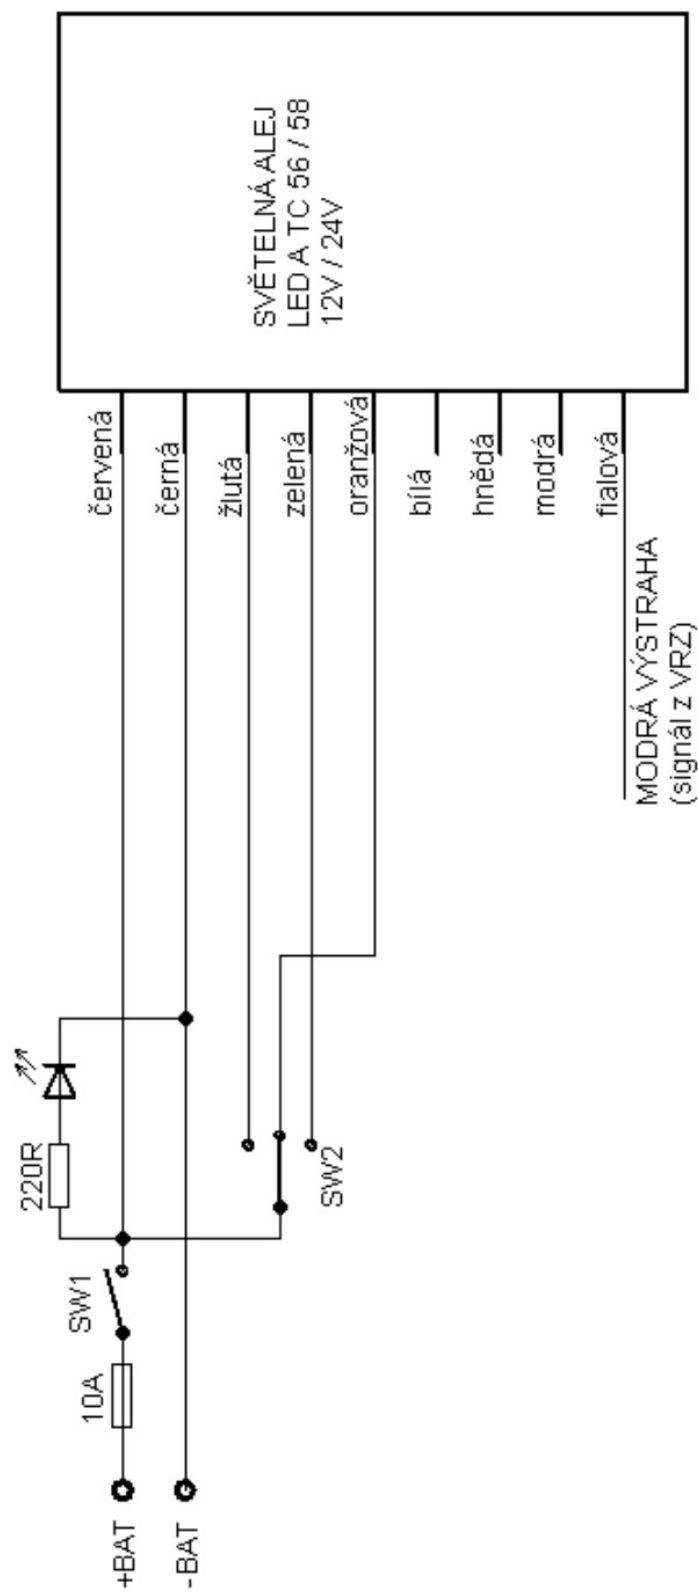 +BAT
-BAT
10A
SW1
220R
SW2
červená
černá
žlutá
zelená
oranžová
bílá
hnědá
modrá
fialová
MODRÁ VÝSTRAHA
(signál z VRZ)
SVĚTELNÁ ALEJ
LED A TC 56 / 58
12V / 24V